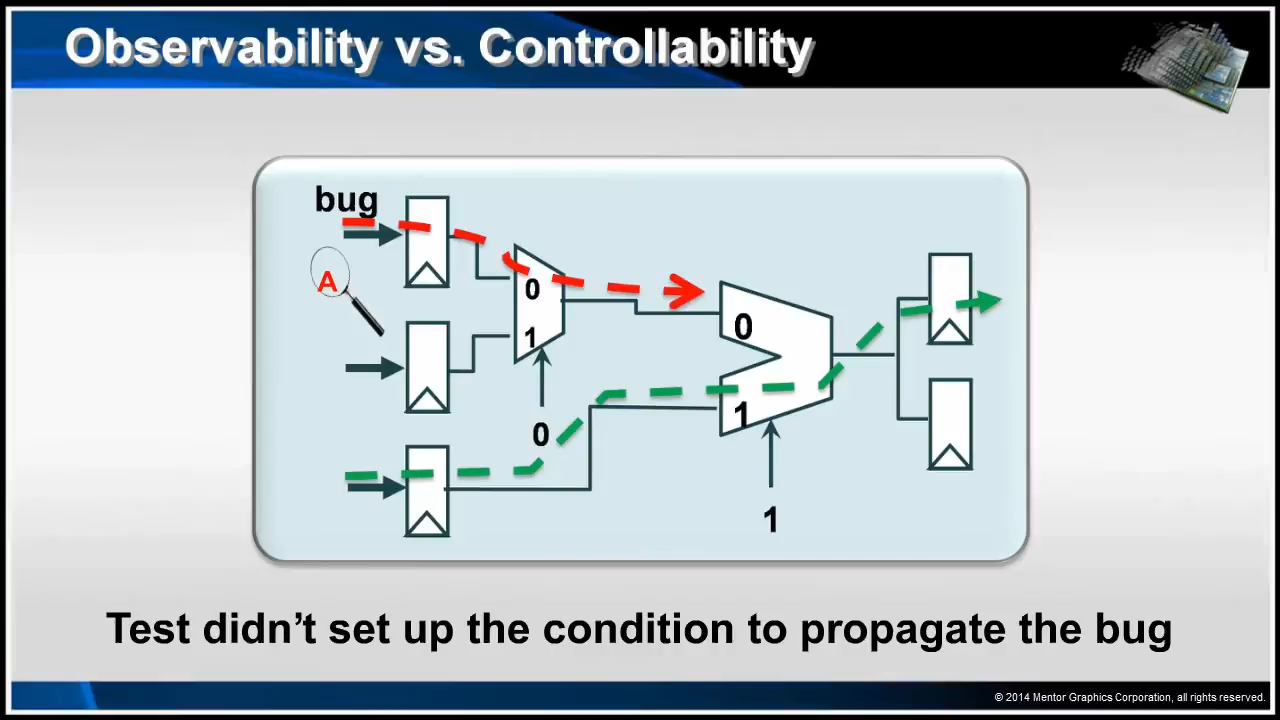 Observability vs. Controllability
bug
A
0
1
0
0
1
1
Test didn’t set up the condition to propagate the bug
© 2014 Mentor Graphics Corporation, all rights reserved.